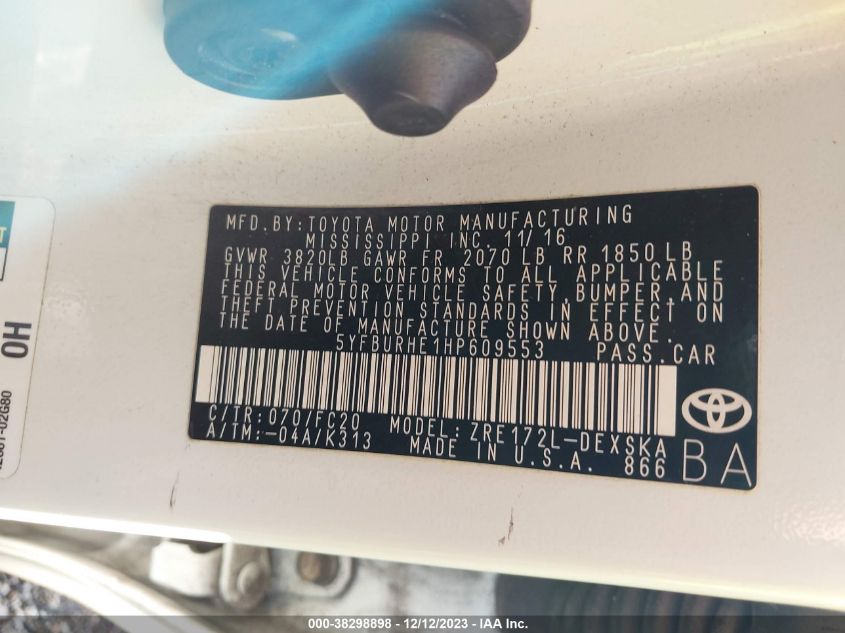 MFD. BY: TOYOTA MOTOR MANUFACTURING
MISSISSIPPI INC. 11/16
GVWR 3820LB GAWR FR 2070 LB RR 1850 LB
THIS VEHICLE CONFORMS TO ALL APPLICABLE
FEDERAL MOTOR VEHICLE SAFETY, BUMPER, AND
THEFT PREVENTION STANDARDS IN EFFECT ON
THE DATE OF MANUFACTURE SHOWN ABOVE.
5YFBURHE1HP609553 PASS. CAR
C/TR: 070/FC20 MODEL: ZRE172L-DEXSKA
A/TM: -04A/K313 MADE IN U.S.A. 866
BA
HO
000-38298898 - 12/12/2023 - IAA Inc.